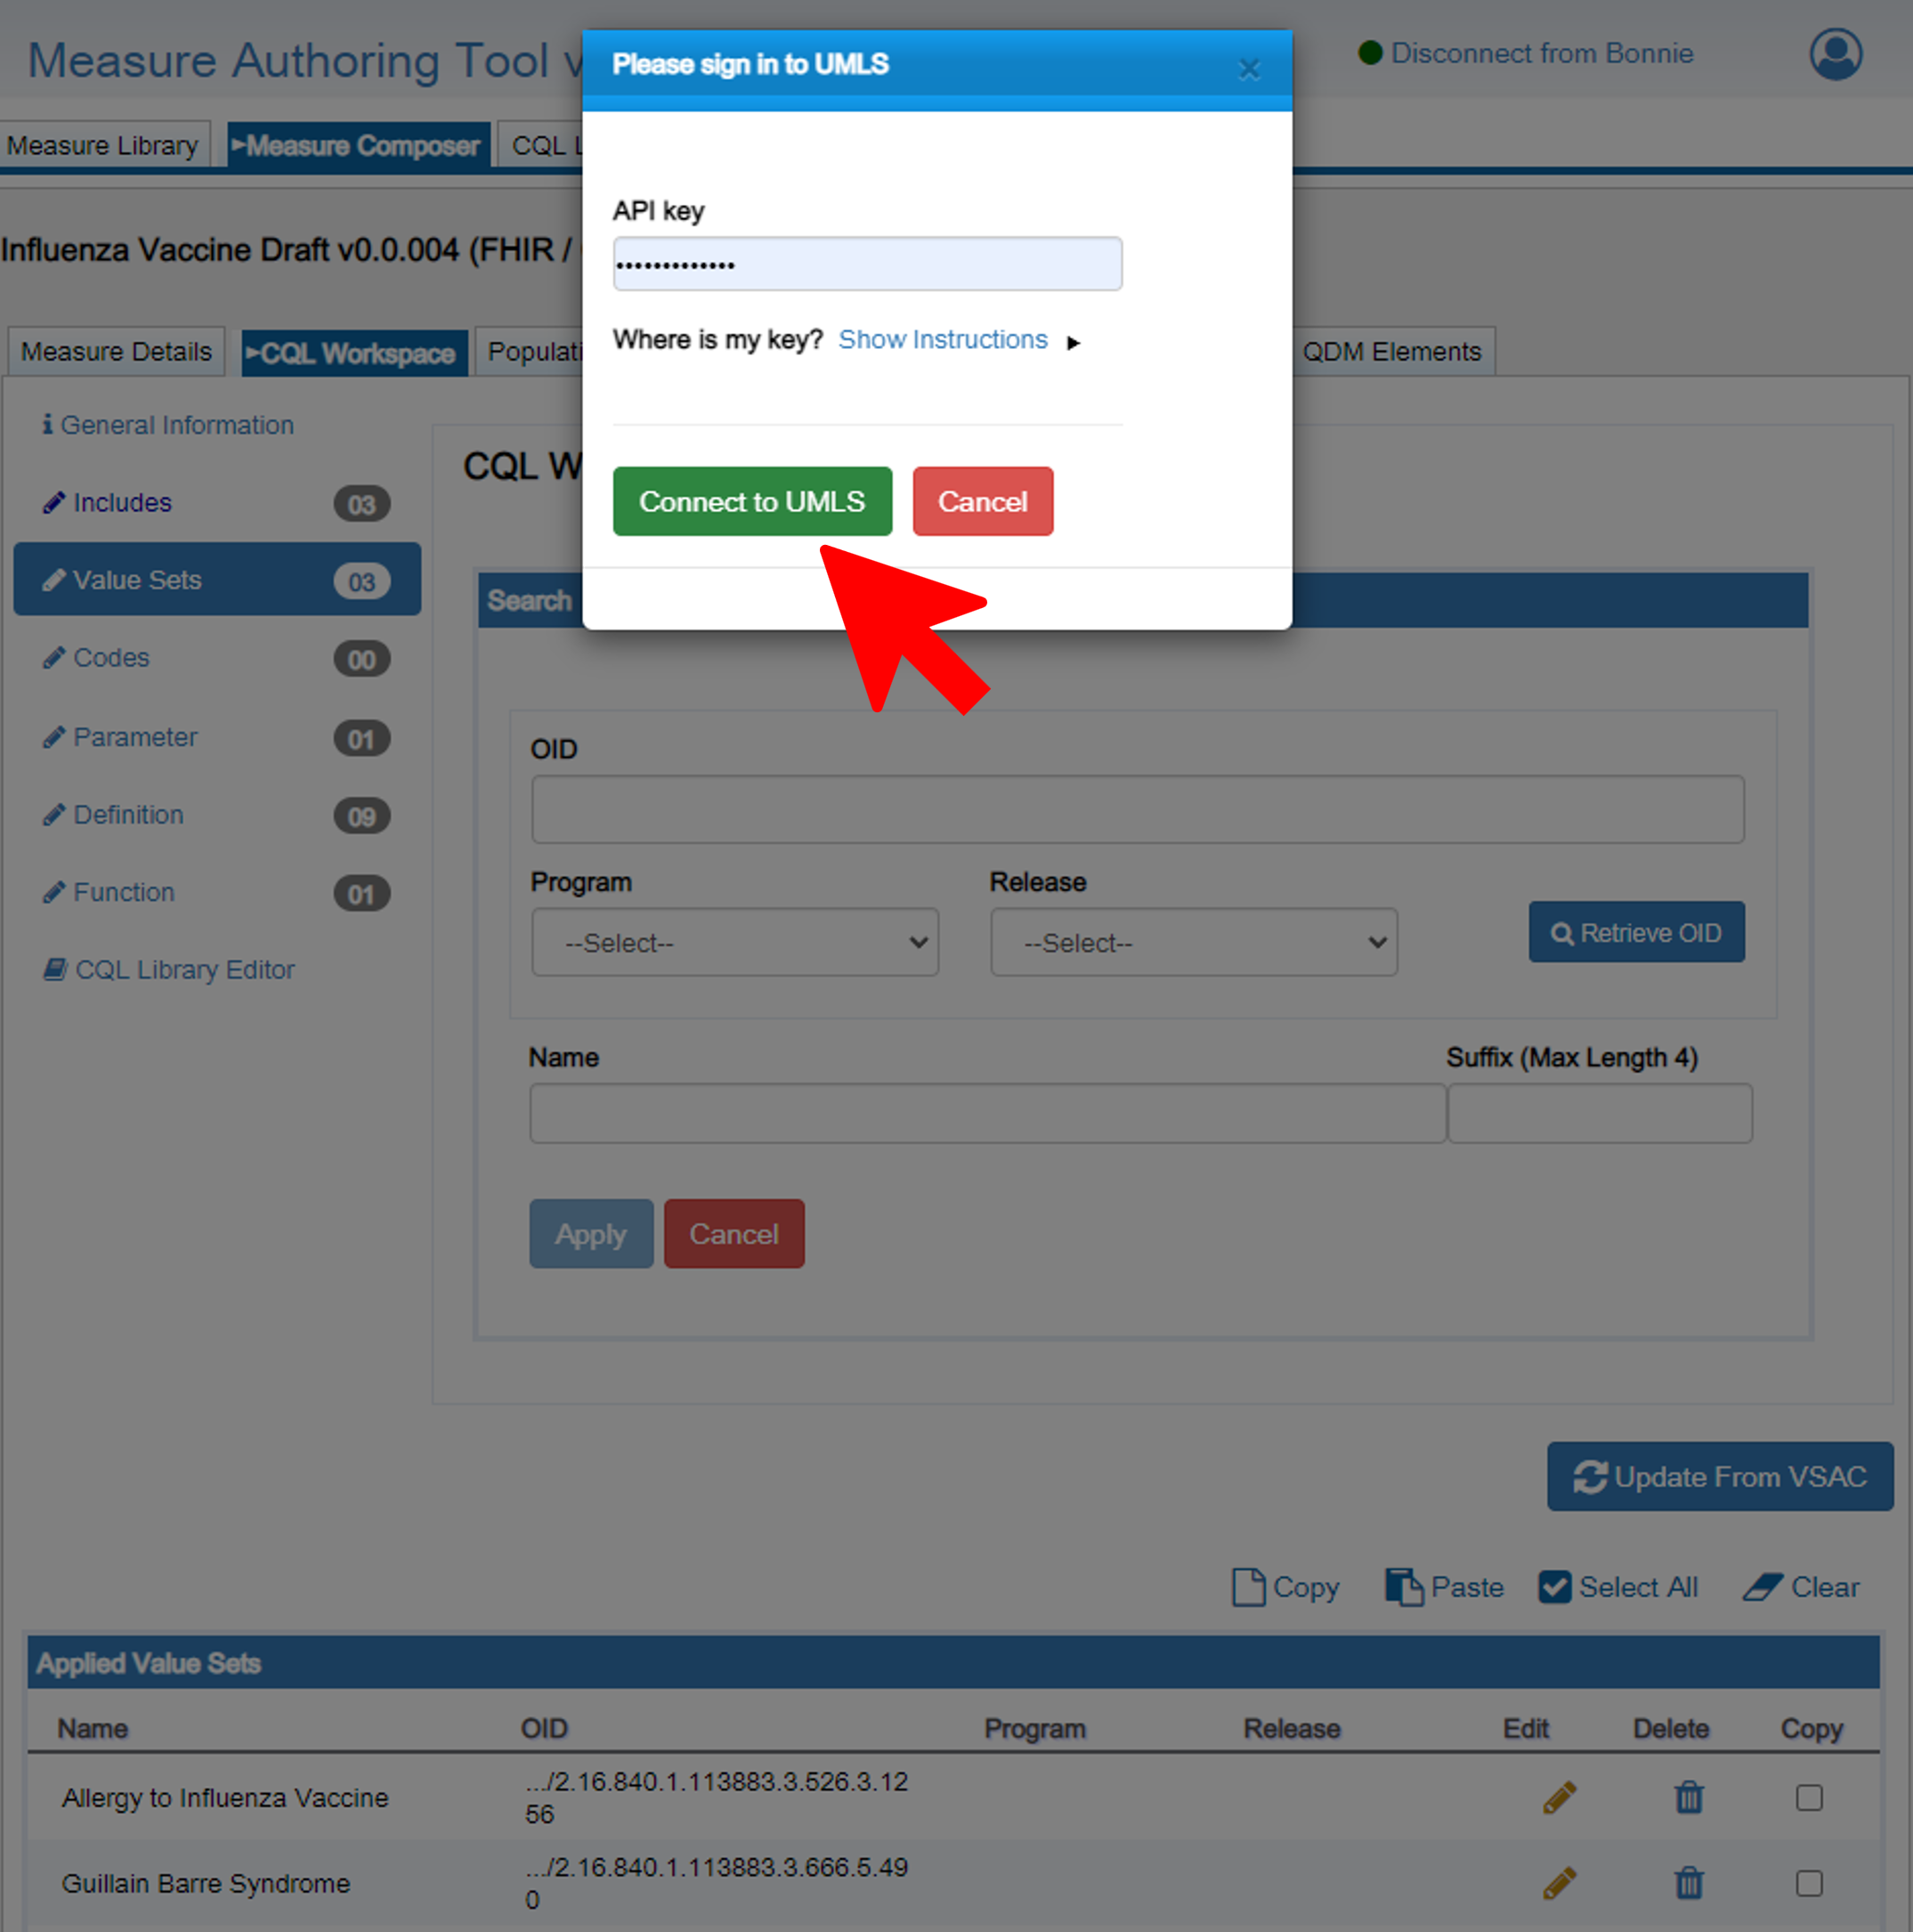 Measure Authoring Tool v
Please sign in to UMLS
×
Disconnect from Bonnie
Measure Library
►Measure Composer
CQL L
API key
•••••••••••••
Influenza Vaccine Draft v0.0.004 (FHIR /
Where is my key? Show Instructions ►
Measure Details
►CQL Workspace
Populati
QDM Elements
General Information
CQL W
Connect to UMLS
Cancel
Includes 03
Value Sets 03
Search
Codes 00
Parameter 01
Definition 09
Function 01
CQL Library Editor
OID
Program
Release
--Select--
--Select--
Retrieve OID
Name
Suffix (Max Length 4)
Apply
Cancel
Update From VSAC
Copy
Paste
Select All
Clear
Applied Value Sets
Name OID Program Release Edit Delete Copy
Allergy to Influenza Vaccine
.../2.16.840.1.113883.3.526.3.12
56
Guillain Barre Syndrome
.../2.16.840.1.113883.3.666.5.49
0